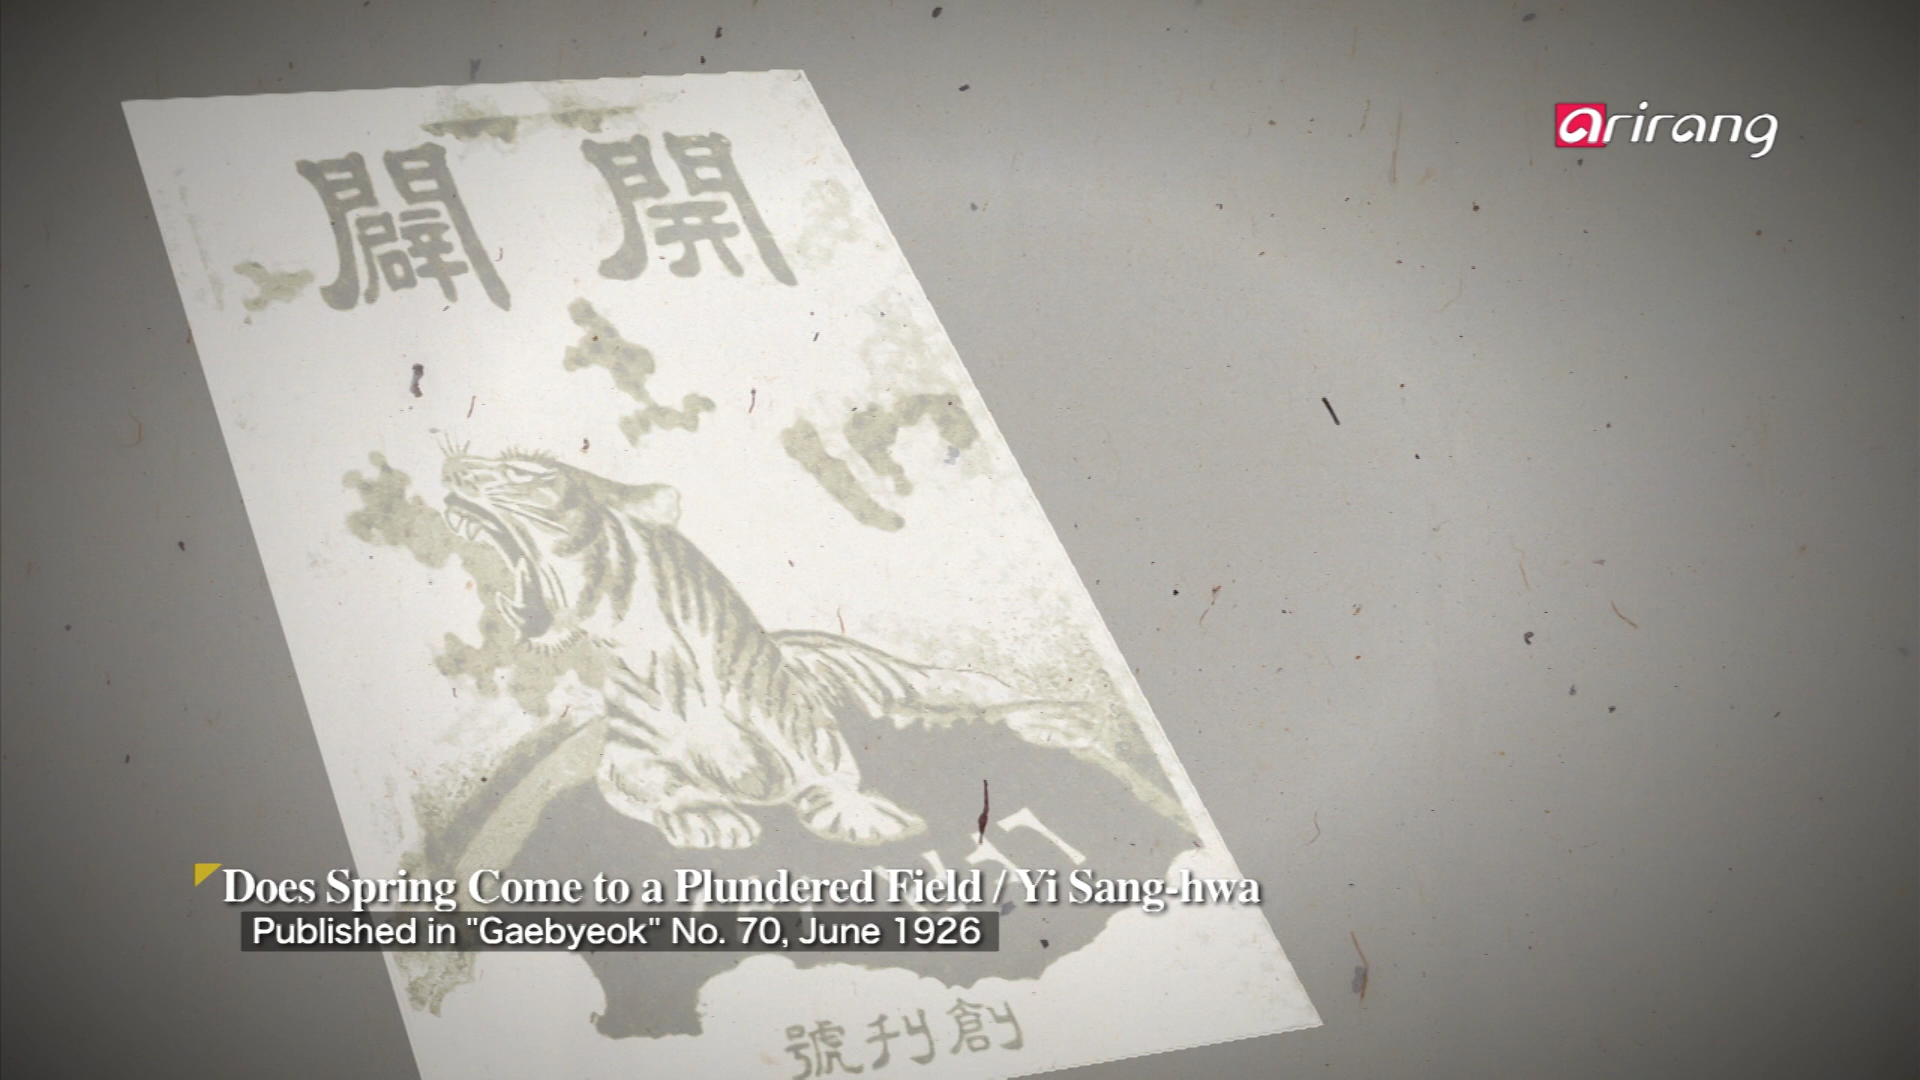 arirang
開闢
Does Spring Come to a Plundered Field / Yi Sang-hwa
Published in "Gaebyeok" No. 70, June 1926
創刊號